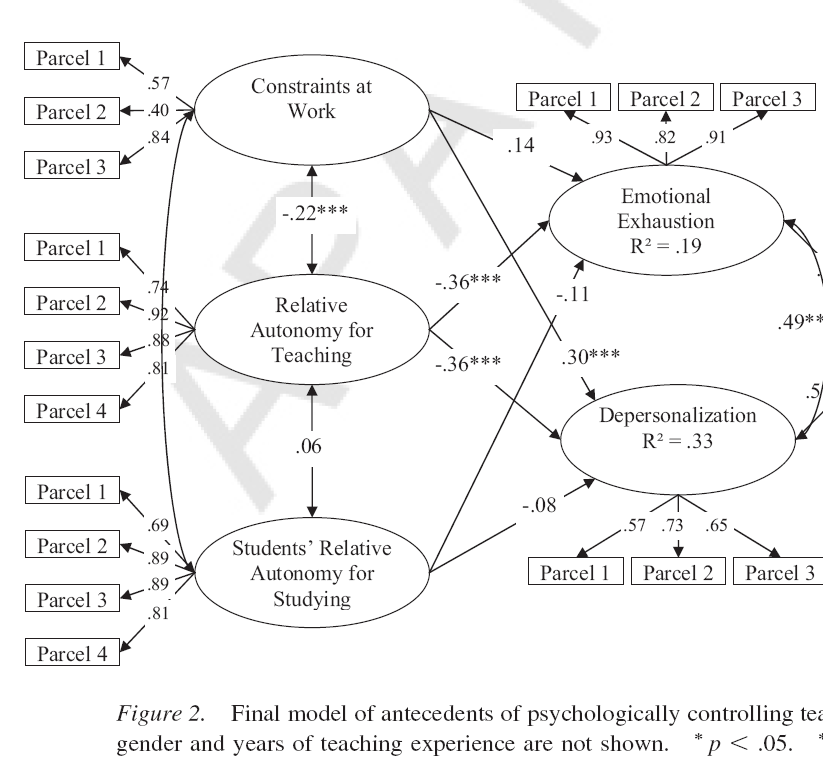 Parcel 1
Parcel 2
Parcel 3
.57
.40
.84
Constraints at
Work
Parcel 1
Parcel 2
Parcel 3
.93
.82
.91
.14
Emotional
Exhaustion
R² = .19
-.22***
Parcel 1
Parcel 2
Parcel 3
Parcel 4
.74
.92
.88
.81
Relative
Autonomy for
Teaching
-.36***
-.11
-.36***
.30***
.49**
.5
Depersonalization
R² = .33
.06
-.08
Parcel 1
Parcel 2
Parcel 3
Parcel 4
.69
.89
.89
.81
Students’ Relative
Autonomy for
Studying
.57
.73
.65
Parcel 1
Parcel 2
Parcel 3
Figure 2. Final model of antecedents of psychologically controlling tea
gender and years of teaching experience are not shown. *p < .05. *